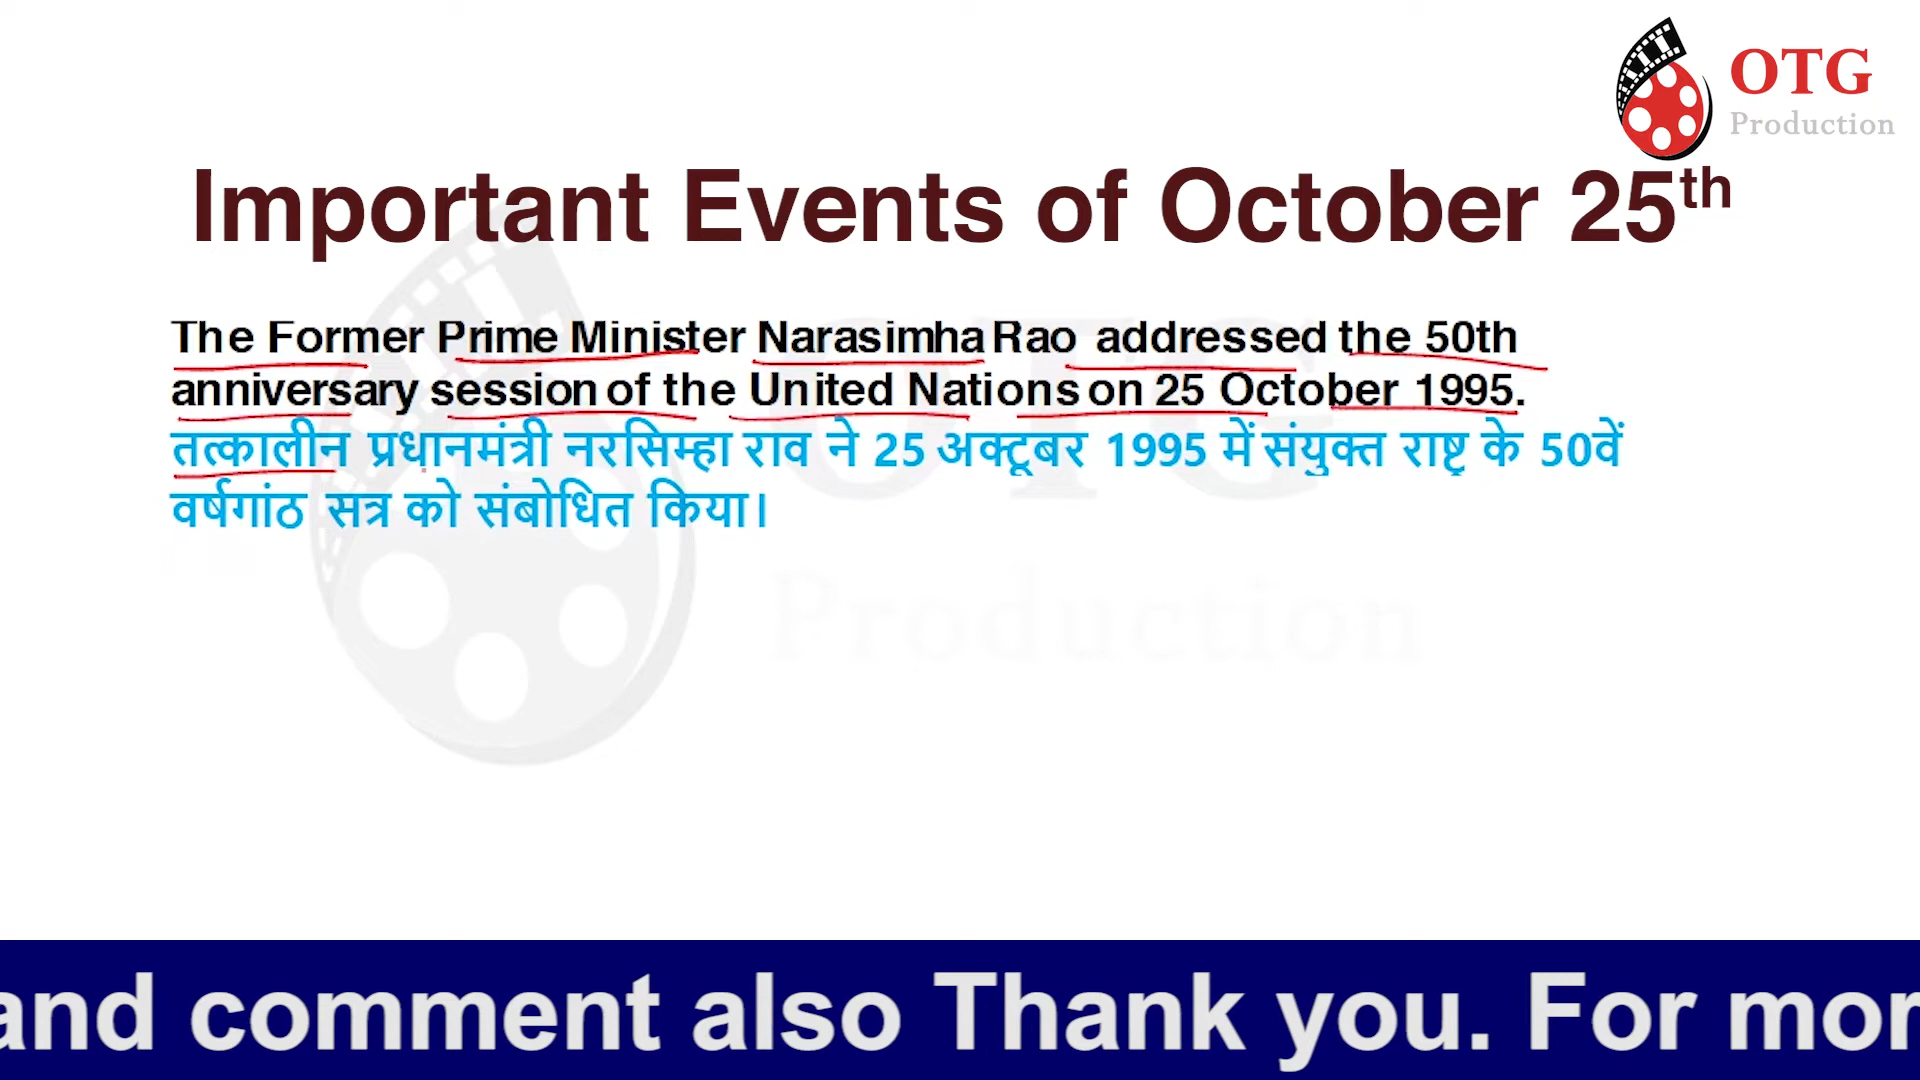 OTG
Production
Important Events of October 25th
The Former Prime Minister Narasimha Rao addressed the 50th
anniversary session of the United Nations on 25 October 1995.
तत्कालीन प्रधानमंत्री नरसिम्हा राव ने 25 अक्टूबर 1995 में संयुक्त राष्ट्र के 50वें
वर्षगांठ सत्र को संबोधित किया।
OTG
Production
and comment also Thank you. For mor